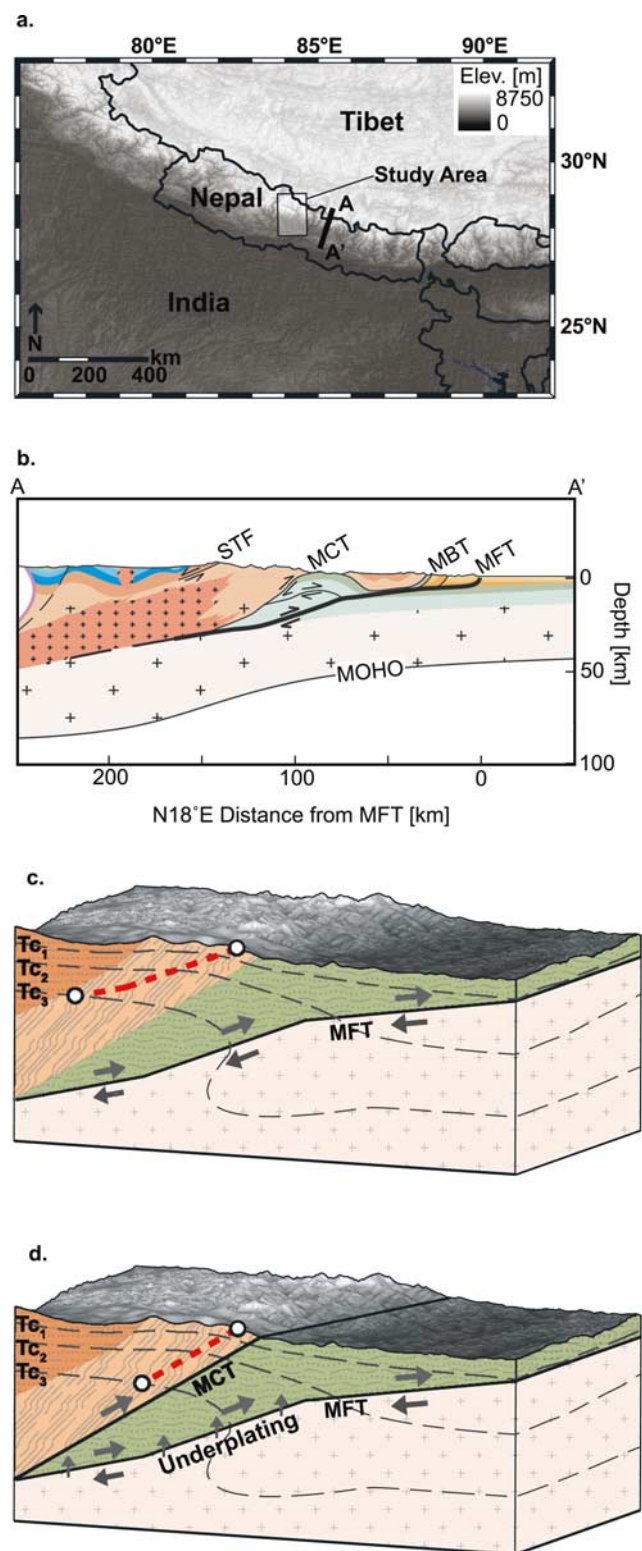 a.
80°E 85°E 90°E
Elev. [m]
8750
0
Tibet
30°N
Study Area
Nepal
A
A'
India
25°N
N
km
0 200 400
b.
A A'
STF MCT MBT MFT
0
50
100
Depth [km]
MOHO
200 100 0
N18°E Distance from MFT [km]
c.
Tc₁
Tc₂
Tc₃
MFT
d.
Tc₁
Tc₂
Tc₃
MCT
MFT
Underplating